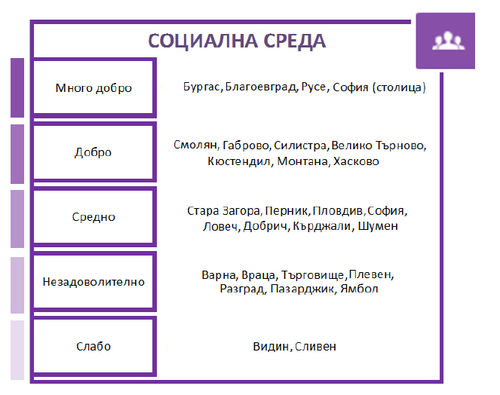 СОЦИАЛНА СРЕДА
Много добро
Бургас, Благоевград, Русе, София (столица)
Добро
Смолян, Габрово, Силистра, Велико Търново,
Кюстендил, Монтана, Хасково
Средно
Стара Загора, Перник, Пловдив, София,
Ловеч, Добрич, Кърджали, Шумен
Незадоволително
Варна, Враца, Търговище, Плевен,
Разград, Пазарджик, Ямбол
Слабо
Видин, Сливен